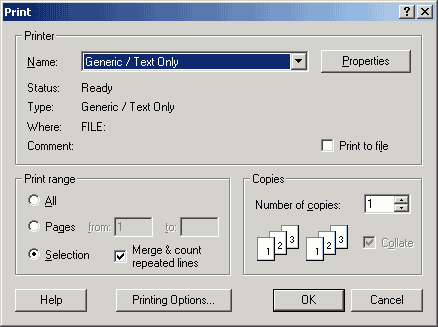 Print
Printer
Name: Generic / Text Only Properties
Status: Ready
Type: Generic / Text Only
Where: FILE:
Comment: Print to file
Print range Copies
All Number of copies: 1
Pages from: 1 to:
Selection Merge & count repeated lines
1 2 3 1 2 3 Collate
Help Printing Options... OK Cancel